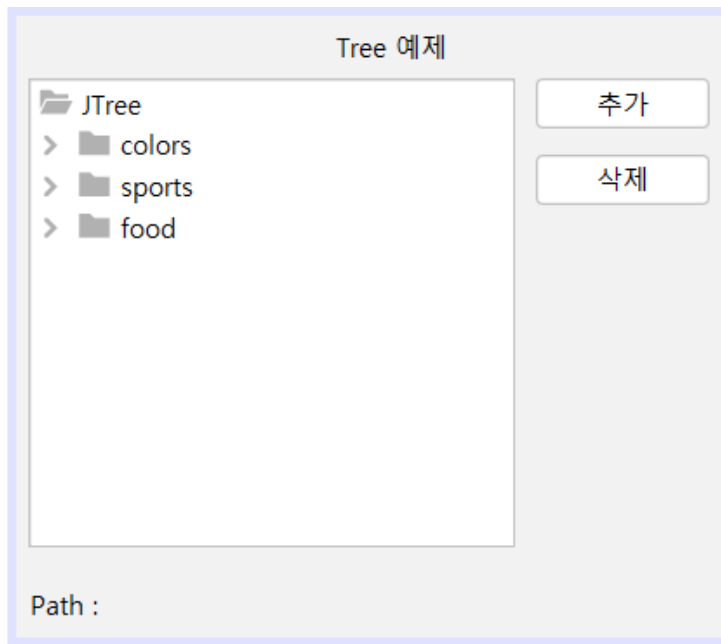 Tree 예제
JTree
colors
sports
food
추가
삭제
Path :